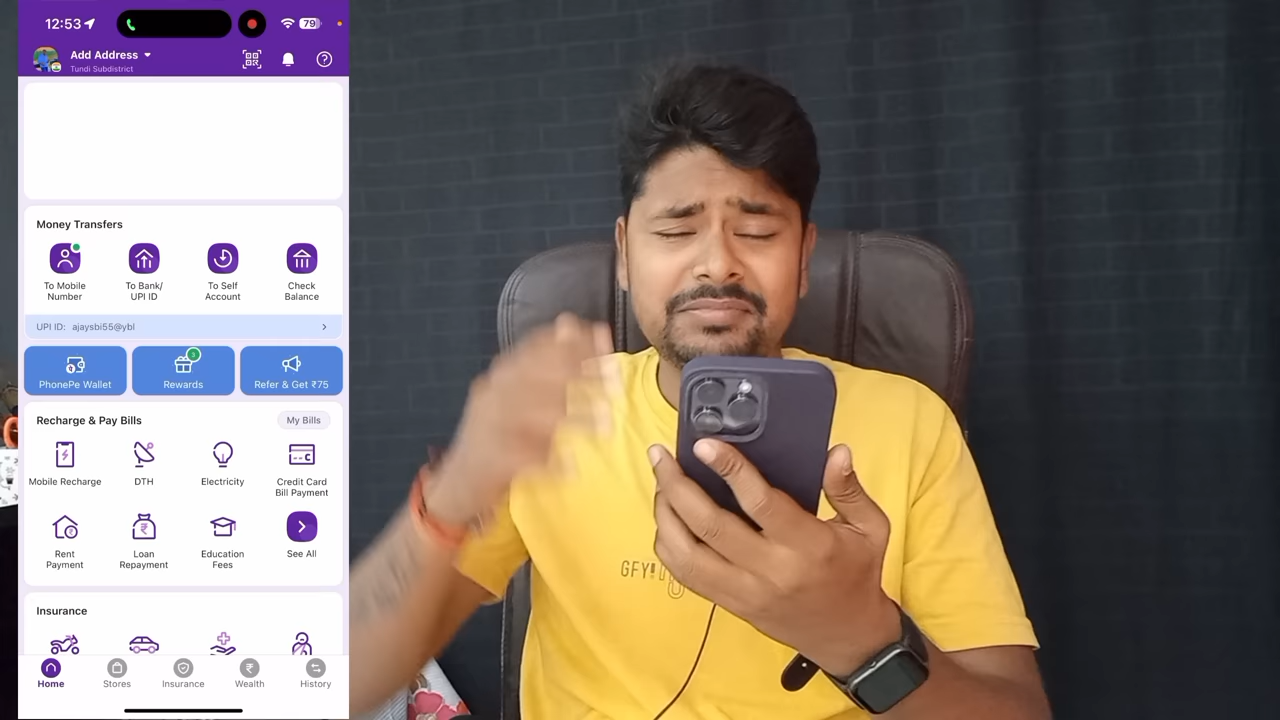 12:53
79
Add Address
Tundi Subdistrict
Money Transfers
To Mobile
Number
To Bank/
UPI ID
To Self
Account
Check
Balance
UPI ID: ajaysbi55@ybl
PhonePe Wallet
3
Rewards
Refer & Get ₹75
Recharge & Pay Bills
My Bills
Mobile Recharge
DTH
Electricity
Credit Card
Bill Payment
Rent
Payment
Loan
Repayment
Education
Fees
See All
Insurance
Home
Stores
Insurance
Wealth
History
GFY!